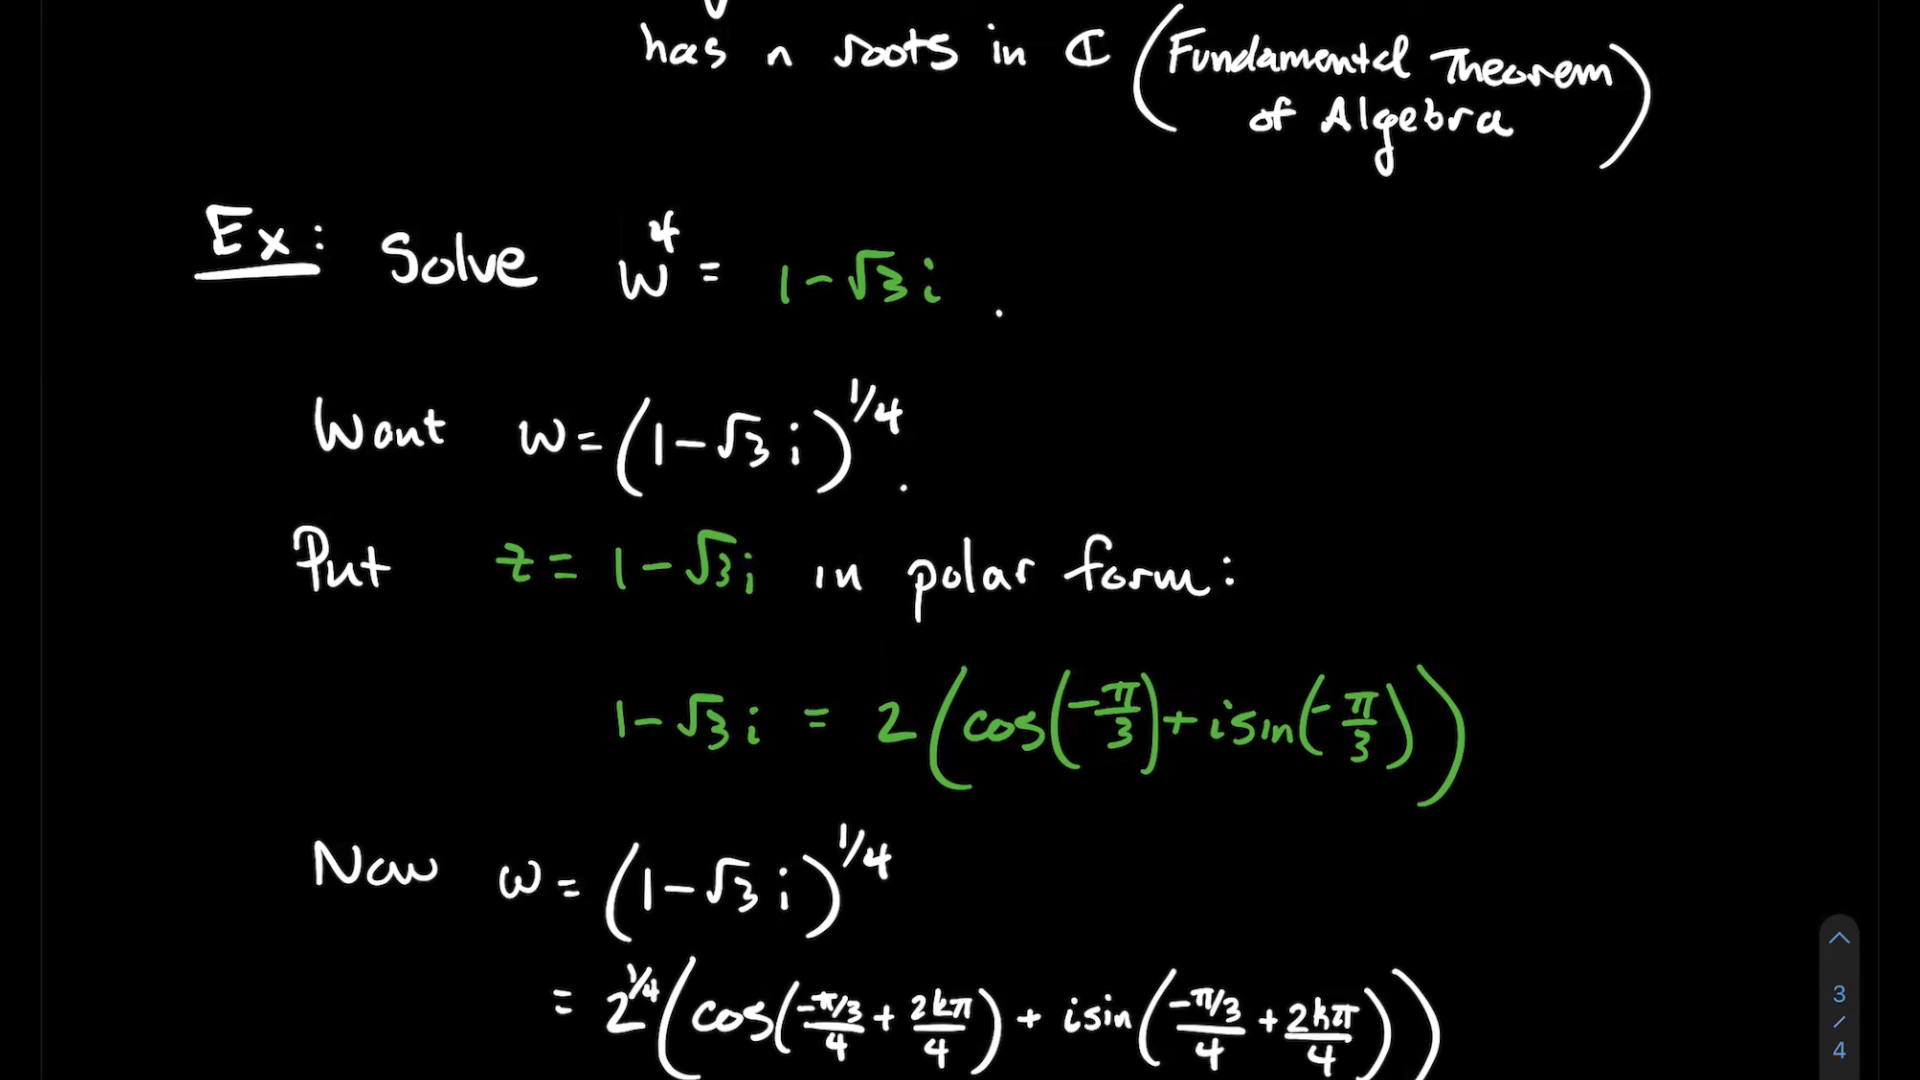 has n roots in ℂ (Fundamental Theorem
of Algebra)
Ex: Solve w⁴ = 1-√3 i .
Want w = (1-√3 i)^1/4 .
Put z = 1-√3 i in polar form:
1-√3 i = 2(cos(-π/3) + i sin(-π/3))
Now w = (1-√3 i)^1/4
= 2^1/4 (cos((-π/3)/4 + 2kπ/4) + i sin((-π/3)/4 + 2kπ/4))
3
/
4